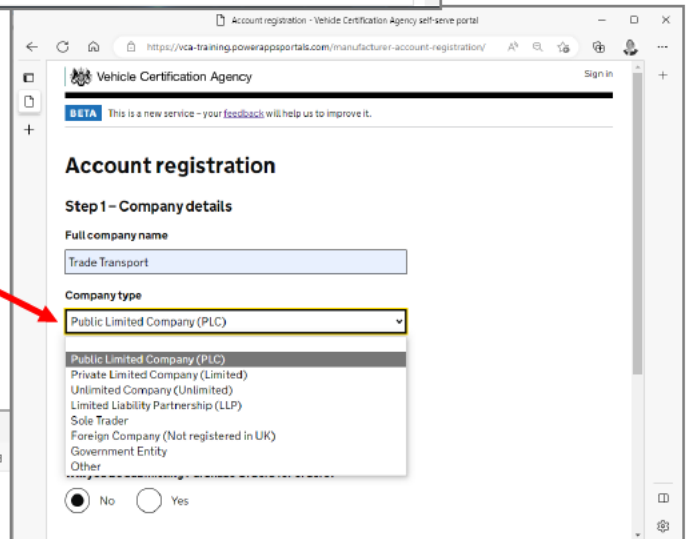 Account registration - Vehicle Certification Agency self-serve portal
https://vca-training.powerappsportals.com/manufacturer-account-registration/
Vehicle Certification Agency
Sign in
BETA This is a new service – your feedback will help us to improve it.
Account registration
Step 1 – Company details
Full company name
Trade Transport
Company type
Public Limited Company (PLC)
Public Limited Company (PLC)
Private Limited Company (Limited)
Unlimited Company (Unlimited)
Limited Liability Partnership (LLP)
Sole Trader
Foreign Company (Not registered in UK)
Government Entity
Other
No Yes